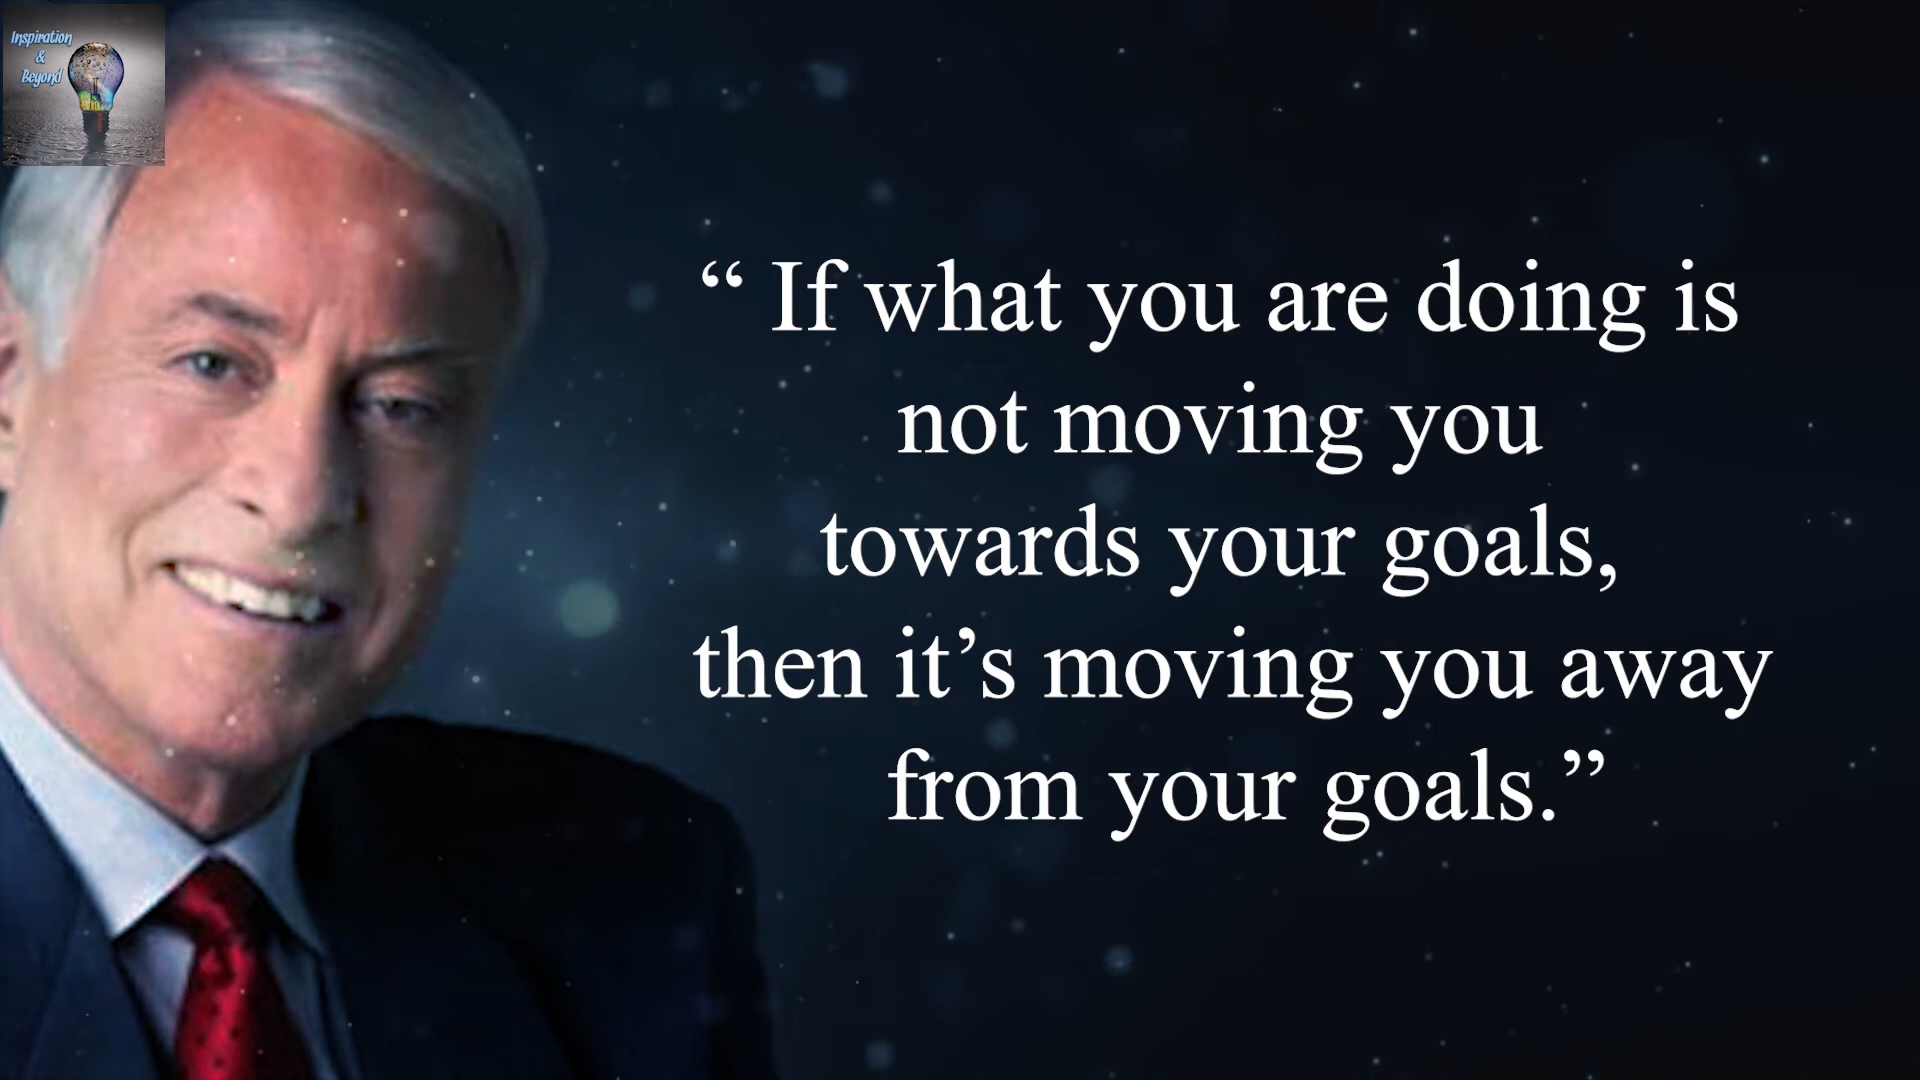 Inspiration
&
Beyond
“ If what you are doing is
not moving you
towards your goals,
then it’s moving you away
from your goals.”